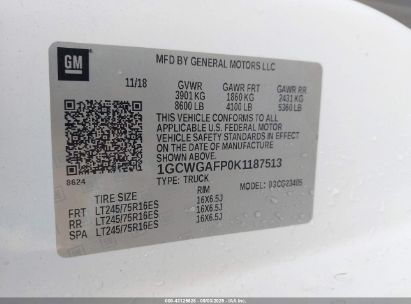 GM
MFD BY GENERAL MOTORS LLC
11/18 GVWR GAWR FRT GAWR RR
3901 KG 1860 KG 2431 KG
8600 LB 4100 LB 5360 LB
THIS VEHICLE CONFORMS TO ALL
APPLICABLE U.S. FEDERAL MOTOR
VEHICLE SAFETY STANDARDS IN EFFECT
ON THE DATE OF MANUFACTURE
SHOWN ABOVE.
1GCWGAFP0K1187513
8624 TYPE: TRUCK MODEL:
TIRE SIZE RIM
FRT LT245/75R16ES 16X6.5J
RR LT245/75R16ES 16X6.5J
SPA LT245/75R16ES 16X6.5J